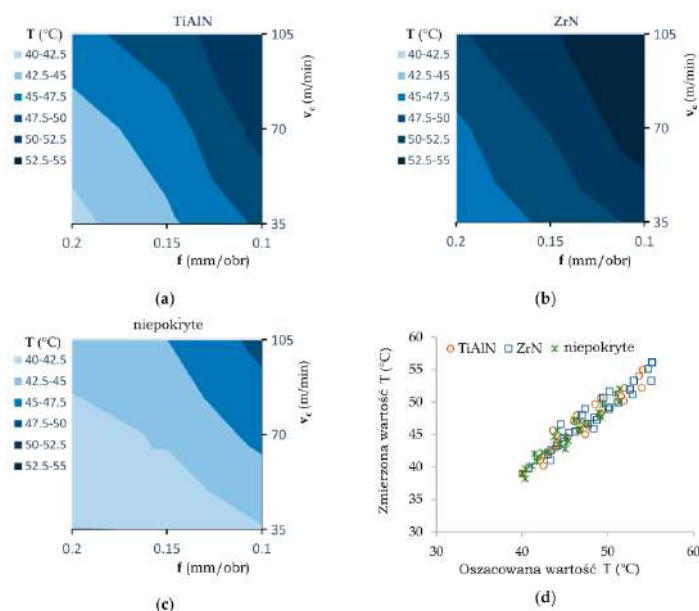 TiAlN
T (°C)
40-42.5
42.5-45
45-47.5
47.5-50
50-52.5
52.5-55
105
70
35
v_c (m/min)
0.2 0.15 0.1
f (mm/obr)
(a)
ZrN
T (°C)
40-42.5
42.5-45
45-47.5
47.5-50
50-52.5
52.5-55
105
70
35
v_c (m/min)
0.2 0.15 0.1
f (mm/obr)
(b)
niepokryte
T (°C)
40-42.5
42.5-45
45-47.5
47.5-50
50-52.5
52.5-55
105
70
35
v_c (m/min)
0.2 0.15 0.1
f (mm/obr)
(c)
TiAlN ZrN niepokryte
Zmierzona wartość T (°C)
60
55
50
45
40
35
30
30 40 50 60
Oszacowana wartość T (°C)
(d)